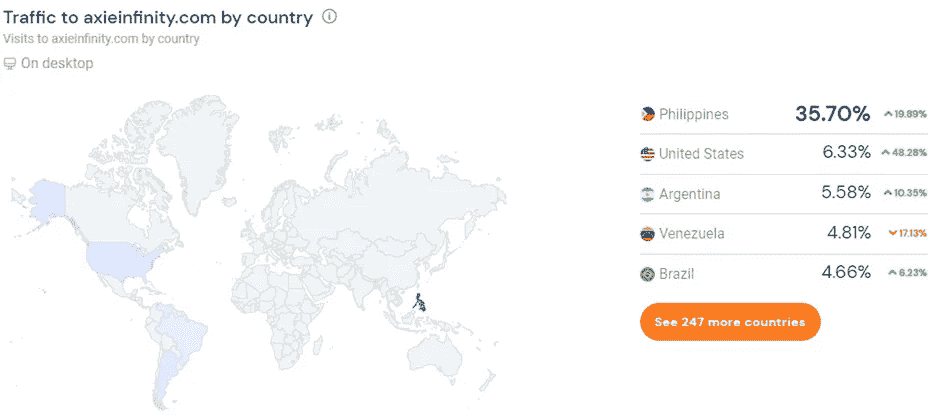 Traffic to axieinfinity.com by country
Visits to axieinfinity.com by country
On desktop
Philippines 35.70% 19.89%
United States 6.33% 48.28%
Argentina 5.58% 10.35%
Venezuela 4.81% 17.13%
Brazil 4.66% 6.23%
See 247 more countries